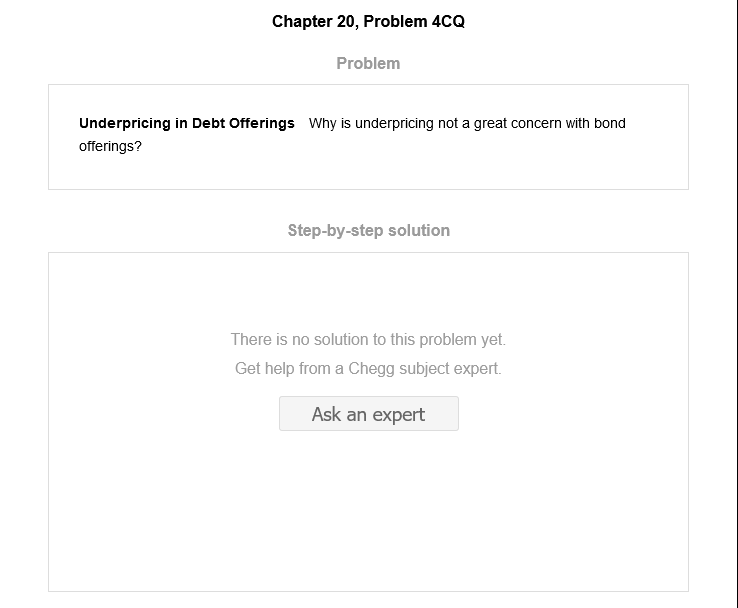 Chapter 20, Problem 4CQ
Problem
Underpricing in Debt Offerings Why is underpricing not a great concern with bond
offerings?
Step-by-step solution
There is no solution to this problem yet.
Get help from a Chegg subject expert.
Ask an expert